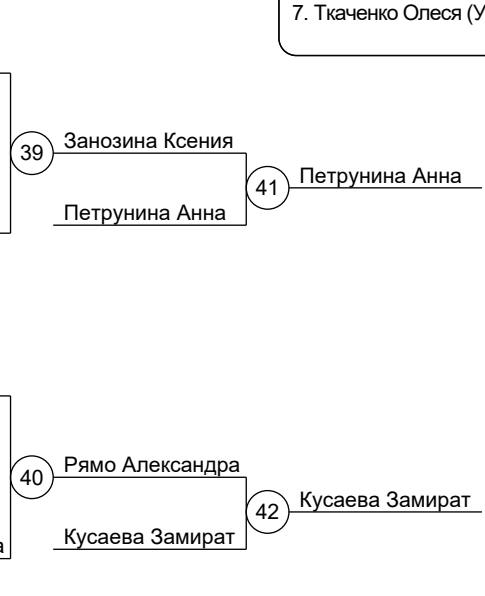 7. Ткаченко Олеся (У
39
Занозина Ксения
41
Петрунина Анна
Петрунина Анна
40
Рямо Александра
42
Кусаева Замират
Кусаева Замират
а